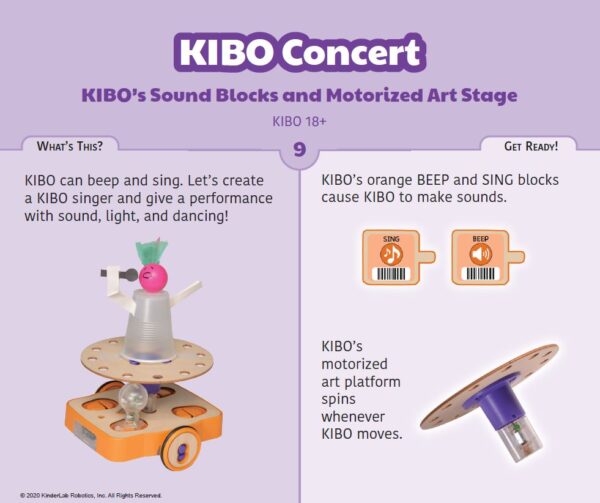 KIBO Concert
KIBO's Sound Blocks and Motorized Art Stage
KIBO 18+
What's This?
9
Get Ready!
KIBO can beep and sing. Let's create
a KIBO singer and give a performance
with sound, light, and dancing!
KIBO's orange BEEP and SING blocks
cause KIBO to make sounds.
SING
BEEP
KIBO's
motorized
art platform
spins
whenever
KIBO moves.
© 2020 KinderLab Robotics, Inc. All Rights Reserved.